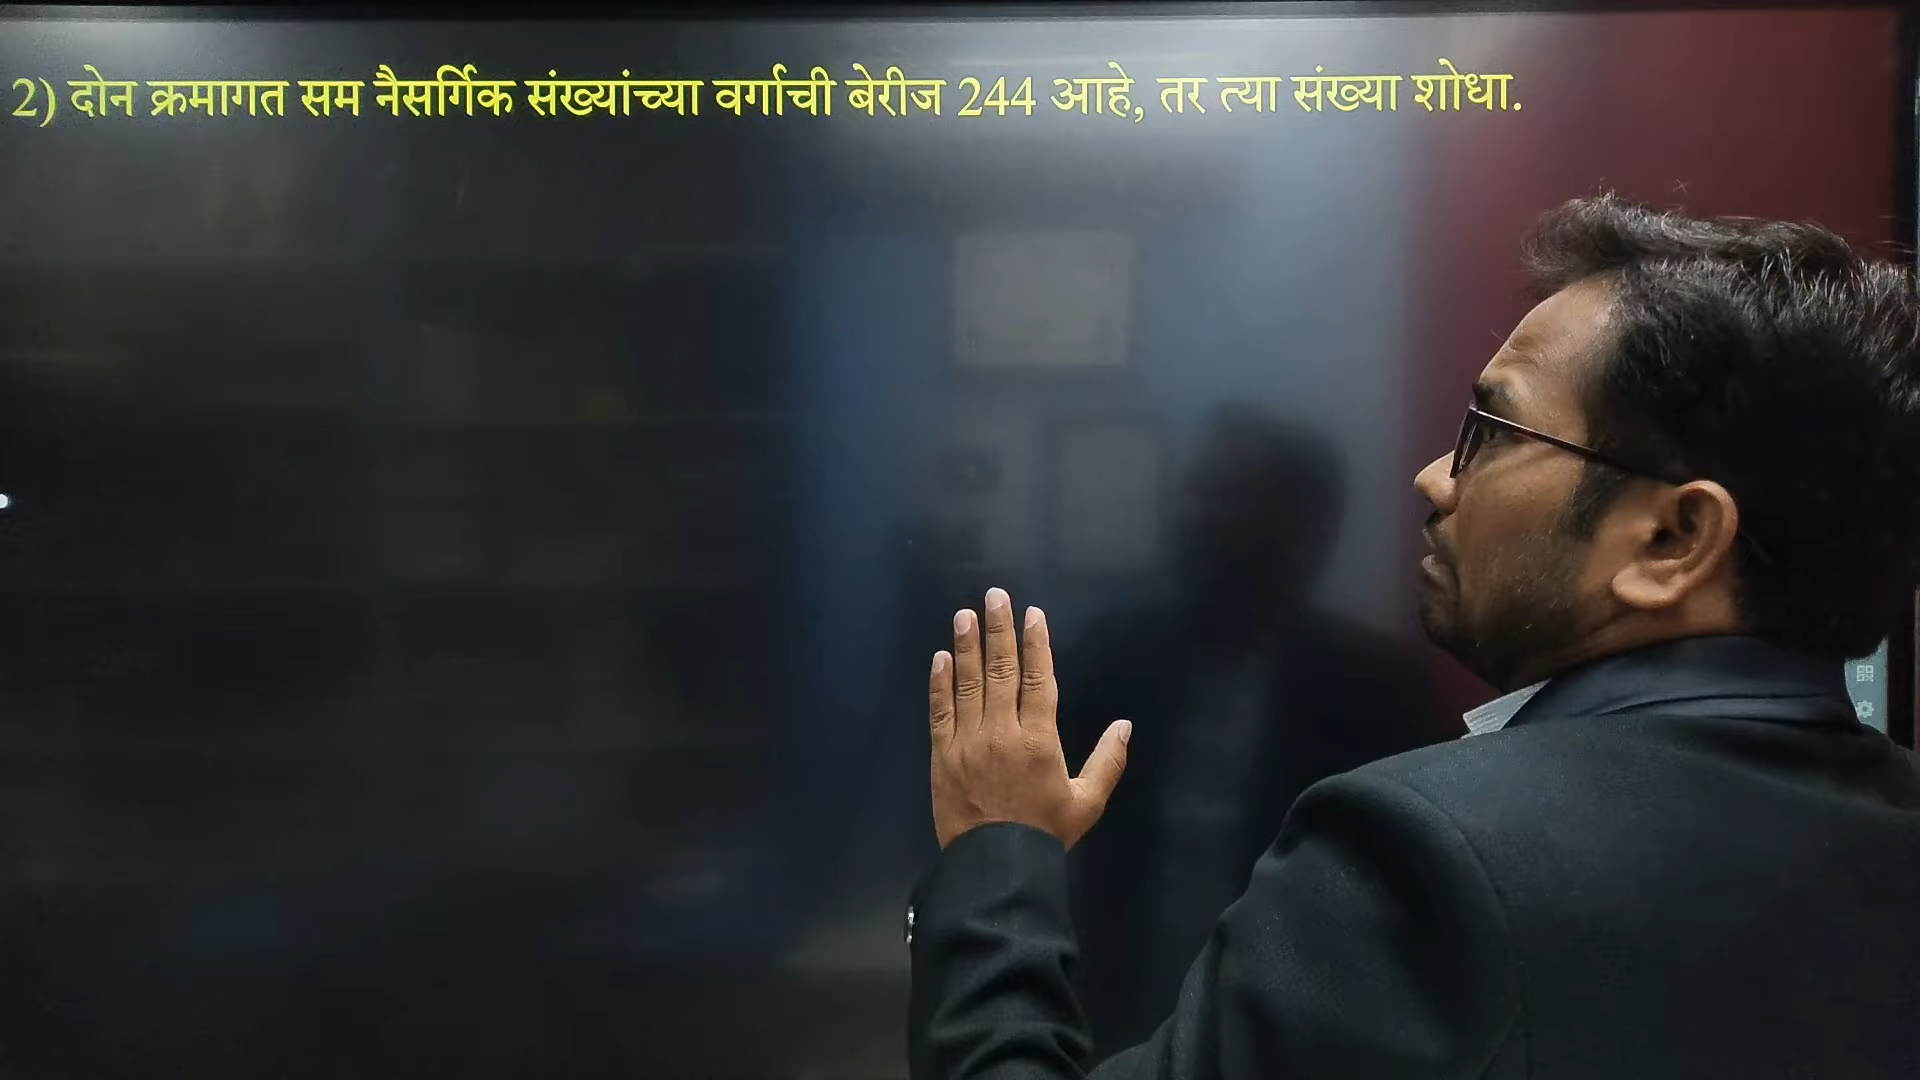 2) दोन क्रमागत सम नैसर्गिक संख्यांच्या वर्गाची बेरीज 244 आहे, तर त्या संख्या शोधा.